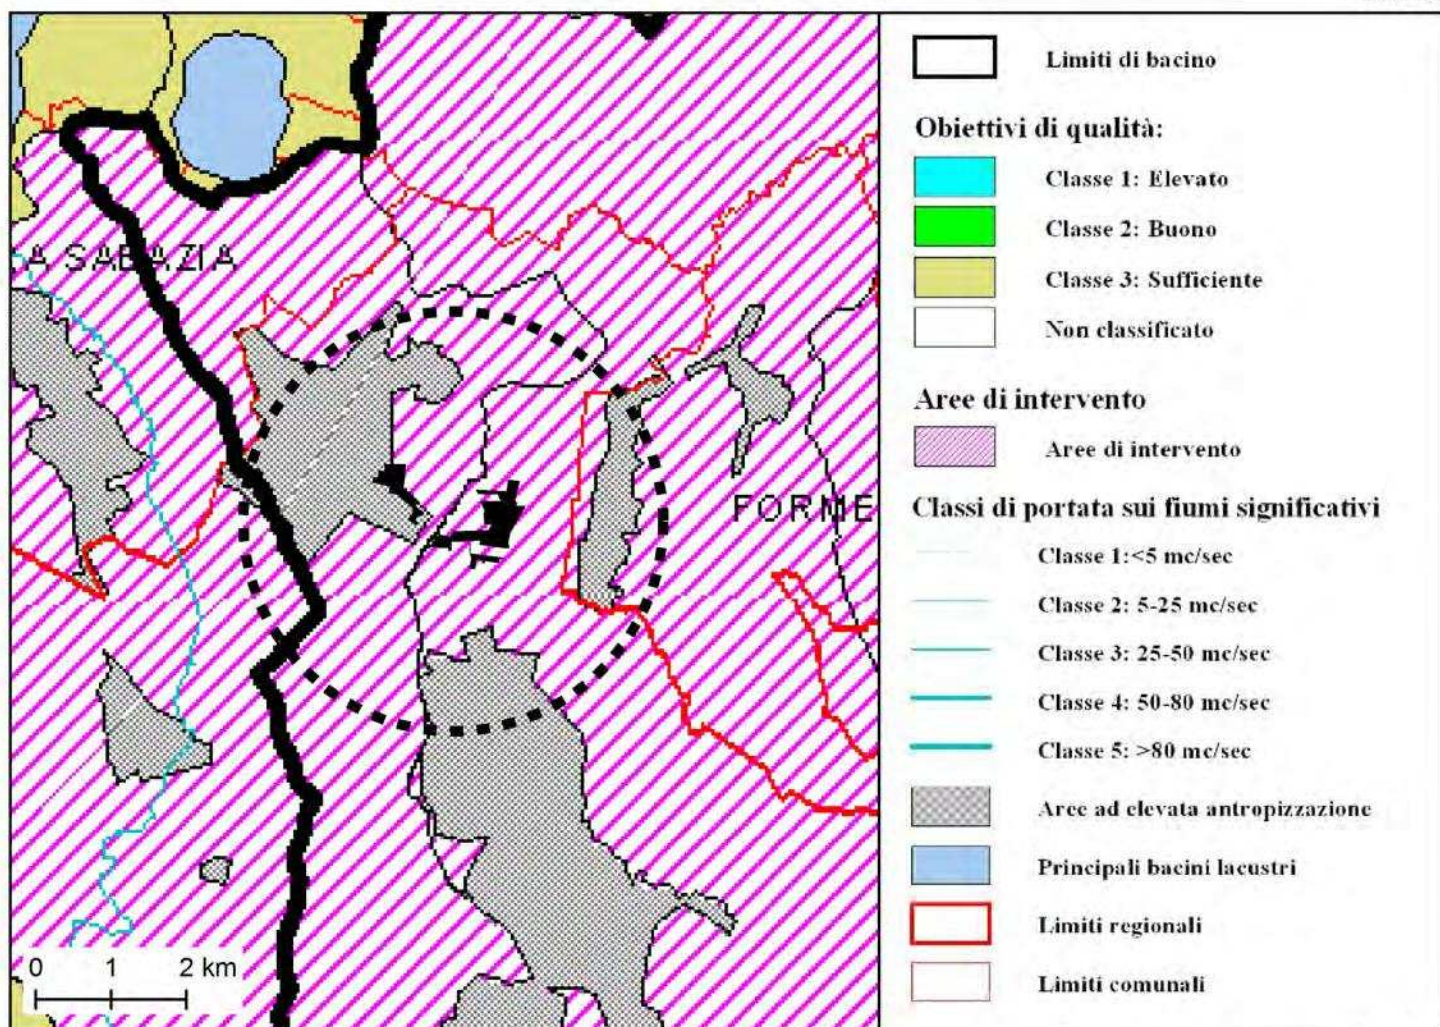 A SABAZIA
FORME
0 1 2 km
Limiti di bacino
Obiettivi di qualità:
Classe 1: Elevato
Classe 2: Buono
Classe 3: Sufficiente
Non classificato
Aree di intervento
Aree di intervento
Classi di portata sui fiumi significativi
Classe 1:<5 mc/sec
Classe 2: 5-25 mc/sec
Classe 3: 25-50 mc/sec
Classe 4: 50-80 mc/sec
Classe 5: >80 mc/sec
Aree ad elevata antropizzazione
Principali bacini lacustri
Limiti regionali
Limiti comunali